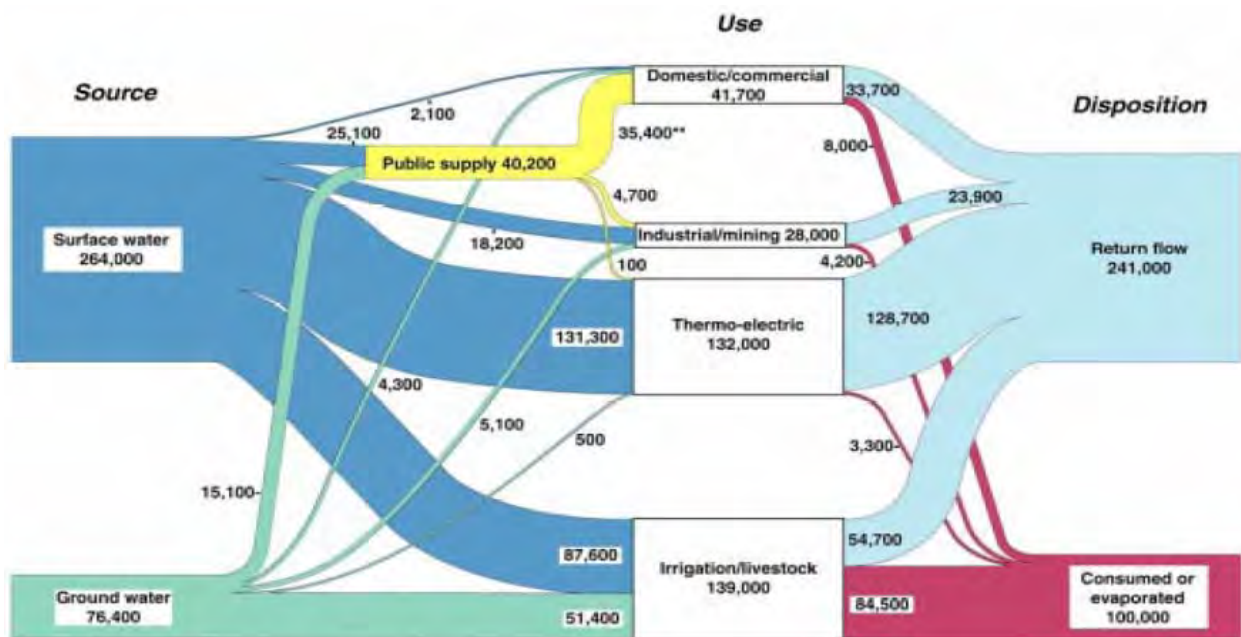 Use
Source
Disposition
Domestic/commercial
41,700
33,700
2,100
25,100
35,400**
8,000
Public supply 40,200
4,700
23,900
Surface water
264,000
18,200
Industrial/mining 28,000
100
4,200
Return flow
241,000
131,300
Thermo-electric
132,000
128,700
4,300
5,100
500
3,300
15,100
87,600
54,700
Irrigation/livestock
139,000
Ground water
76,400
51,400
84,500
Consumed or
evaporated
100,000